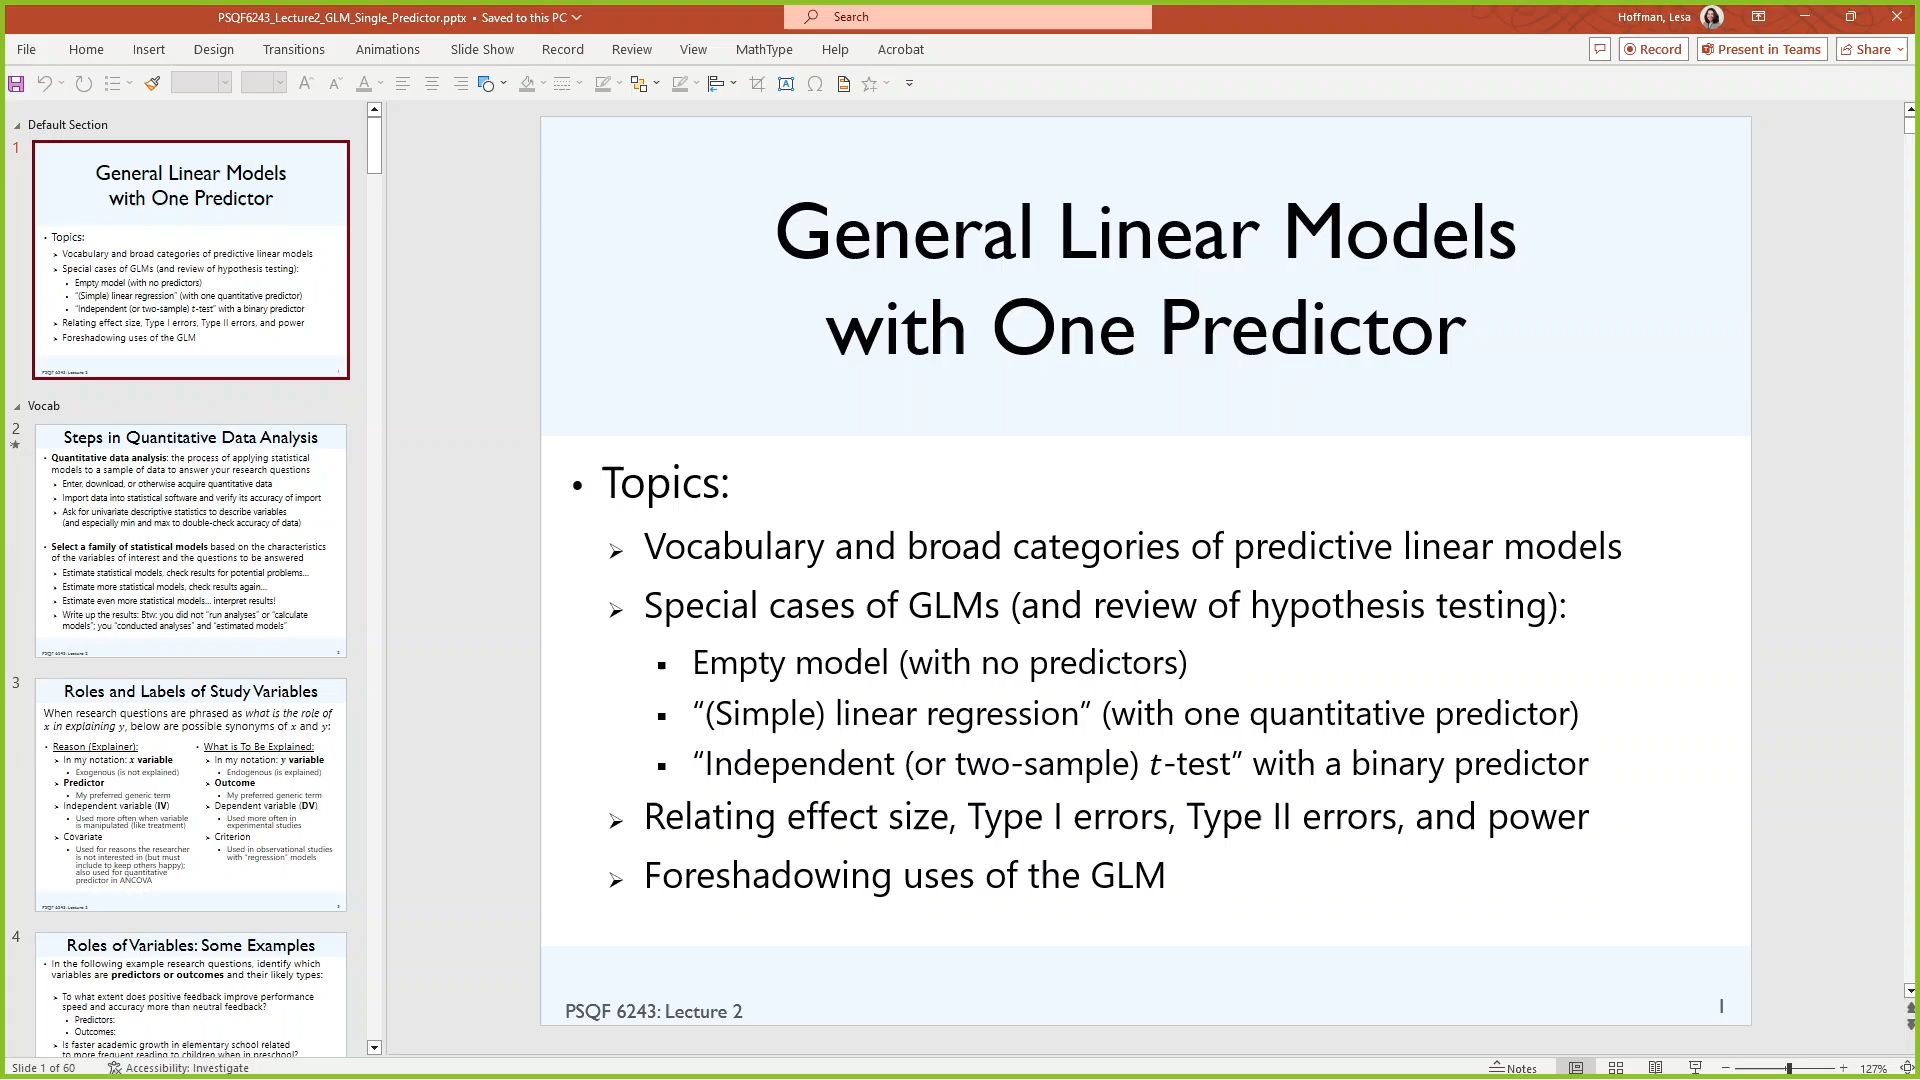 PSQF6243_Lecture2_GLM_Single_Predictor.pptx • Saved to this PC
Search
Hoffman, Lesa
File Home Insert Design Transitions Animations Slide Show Record Review View MathType Help Acrobat
Record Present in Teams Share
Default Section
1
General Linear Models
with One Predictor
• Topics:
➢ Vocabulary and broad categories of predictive linear models
➢ Special cases of GLMs (and review of hypothesis testing):
▪ Empty model (with no predictors)
▪ “(Simple) linear regression” (with one quantitative predictor)
▪ “Independent (or two-sample) t-test” with a binary predictor
➢ Relating effect size, Type I errors, Type II errors, and power
➢ Foreshadowing uses of the GLM
PSQF 6243: Lecture 2 1
Vocab
2
Steps in Quantitative Data Analysis
• Quantitative data analysis: the process of applying statistical
models to a sample of data to answer your research questions
➢ Enter, download, or otherwise acquire quantitative data
➢ Import data into statistical software and verify its accuracy of import
➢ Ask for univariate descriptive statistics to describe variables
(and especially min and max to double-check accuracy of data)
• Select a family of statistical models based on the characteristics
of the variables of interest and the questions to be answered
➢ Estimate statistical models, check results for potential problems...
➢ Estimate more statistical models, check results again...
➢ Estimate even more statistical models... interpret results!
➢ Write up the results: Btw: you did not “run analyses” or “calculate
models”; you “conducted analyses” and “estimated models”
PSQF 6243: Lecture 2 2
3
Roles and Labels of Study Variables
When research questions are phrased as what is the role of
x in explaining y, below are possible synonyms of x and y:
• Reason (Explainer):
➢ In my notation: x variable
▪ Exogenous (is not explained)
➢ Predictor
▪ My preferred generic term
➢ Independent variable (IV)
▪ Used more often when variable
is manipulated (like treatment)
➢ Covariate
▪ Used for reasons the researcher
is not interested in (but must
include to keep others happy);
also used for quantitative
predictor in ANCOVA
• What is To Be Explained:
➢ In my notation: y variable
▪ Endogenous (is explained)
➢ Outcome
▪ My preferred generic term
➢ Dependent variable (DV)
▪ Used more often in
experimental studies
➢ Criterion
▪ Used in observational studies
with “regression” models
PSQF 6243: Lecture 2 3
4
Roles of Variables: Some Examples
• In the following example research questions, identify which
variables are predictors or outcomes and their likely types:
➢ To what extent does positive feedback improve performance
speed and accuracy more than neutral feedback?
▪ Predictors:
▪ Outcomes:
➢ Is faster academic growth in elementary school related
to more frequent reading to children when in preschool?
General Linear Models
with One Predictor
• Topics:
➢ Vocabulary and broad categories of predictive linear models
➢ Special cases of GLMs (and review of hypothesis testing):
▪ Empty model (with no predictors)
▪ “(Simple) linear regression” (with one quantitative predictor)
▪ “Independent (or two-sample) t-test” with a binary predictor
➢ Relating effect size, Type I errors, Type II errors, and power
➢ Foreshadowing uses of the GLM
PSQF 6243: Lecture 2 1
Slide 1 of 60 Accessibility: Investigate Notes 127%